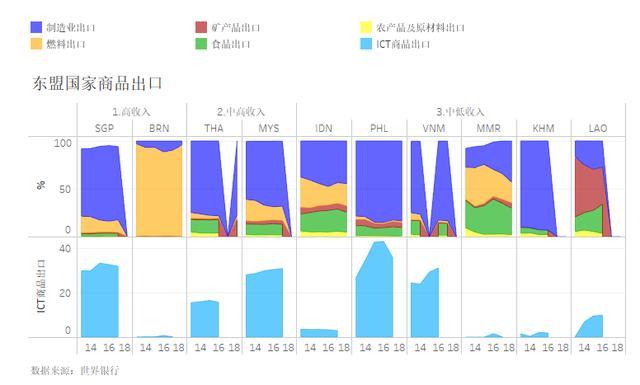 制造业出口 矿产品出口 农产品及原材料出口
燃料出口 食品出口 ICT商品出口
东盟国家商品出口
1.高收入 2.中高收入 3.中低收入
SGP BRN THA MYS IDN PHL VNM MMR KHM LAO
100
%
50
0
40
ICT商品出口
20
0
14 16 18 14 16 18 14 16 18 14 16 18 14 16 18 14 16 18 14 16 18 14 16 18 14 16 18 14 16 18
数据来源：世界银行